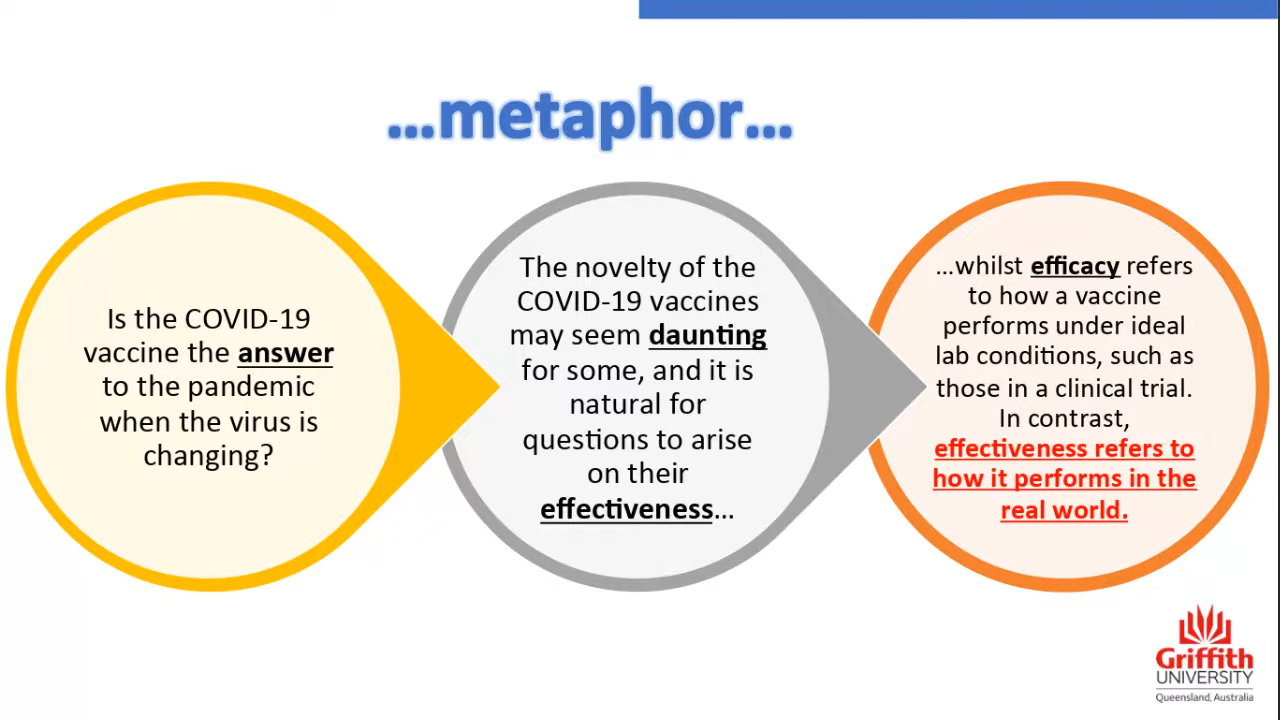 ...metaphor...
Is the COVID-19
vaccine the answer
to the pandemic
when the virus is
changing?
The novelty of the
COVID-19 vaccines
may seem daunting
for some, and it is
natural for
questions to arise
on their
effectiveness...
...whilst efficacy refers
to how a vaccine
performs under ideal
lab conditions, such as
those in a clinical trial.
In contrast,
effectiveness refers to
how it performs in the
real world.
Griffith
UNIVERSITY
Queensland, Australia